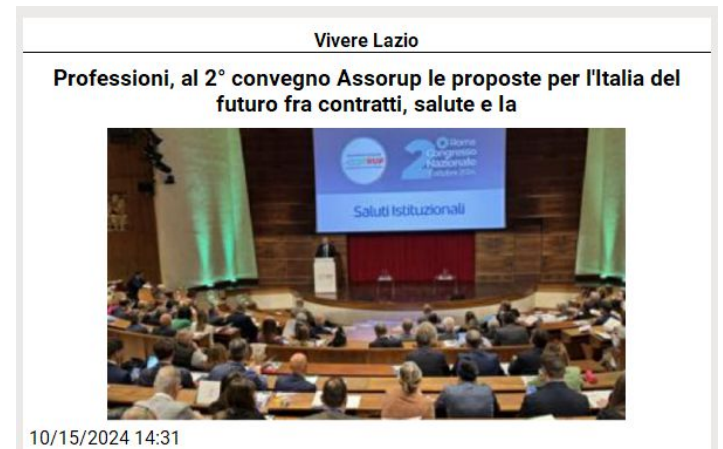 Vivere Lazio
Professioni, al 2° convegno Assorup le proposte per l'Italia del
futuro fra contratti, salute e la
2° Roma
Congresso
Nazionale
Saluti Istituzionali
10/15/2024 14:31